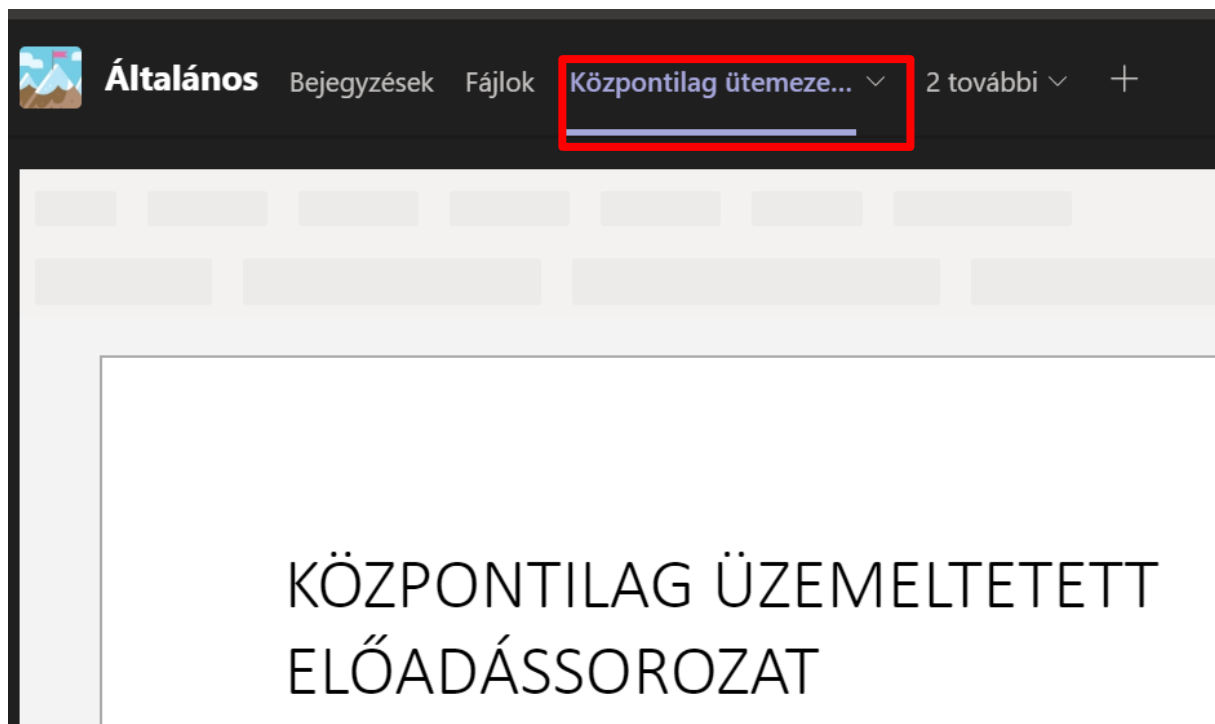 Általános Bejegyzések Fájlok Központilag ütemeze... 2 további
KÖZPONTILAG ÜZEMELTETETT
ELŐADÁSSOROZAT